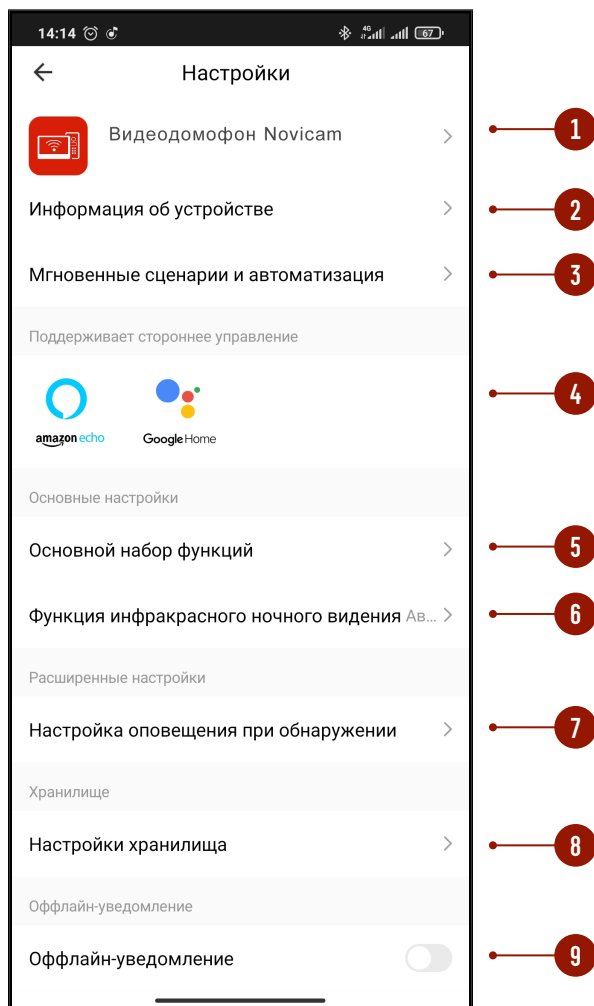 14:14 4G 67
Настройки
Видеодомофон Novicam
1
Информация об устройстве
2
Мгновенные сценарии и автоматизация
3
Поддерживает стороннее управление
4
amazon echo Google Home
Основные настройки
Основной набор функций
5
Функция инфракрасного ночного видения Ав...
6
Расширенные настройки
Настройка оповещения при обнаружении
7
Хранилище
Настройки хранилища
8
Оффлайн-уведомление
Оффлайн-уведомление
9